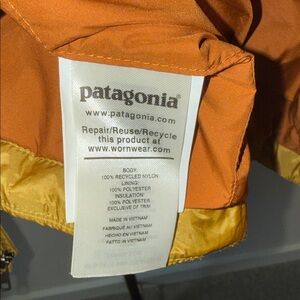 patagonia®
www.patagonia.com
Repair/Reuse/Recycle
this product at
www.wornwear.com
BODY:
100% RECYCLED NYLON
LINING:
100% POLYESTER
INSULATION:
100% POLYESTER
EXCLUSIVE OF TRIM
MADE IN VIETNAM
FABRIQUÉ AU VIETNAM
HECHO EN VIETNAM
FATTO IN VIETNAM